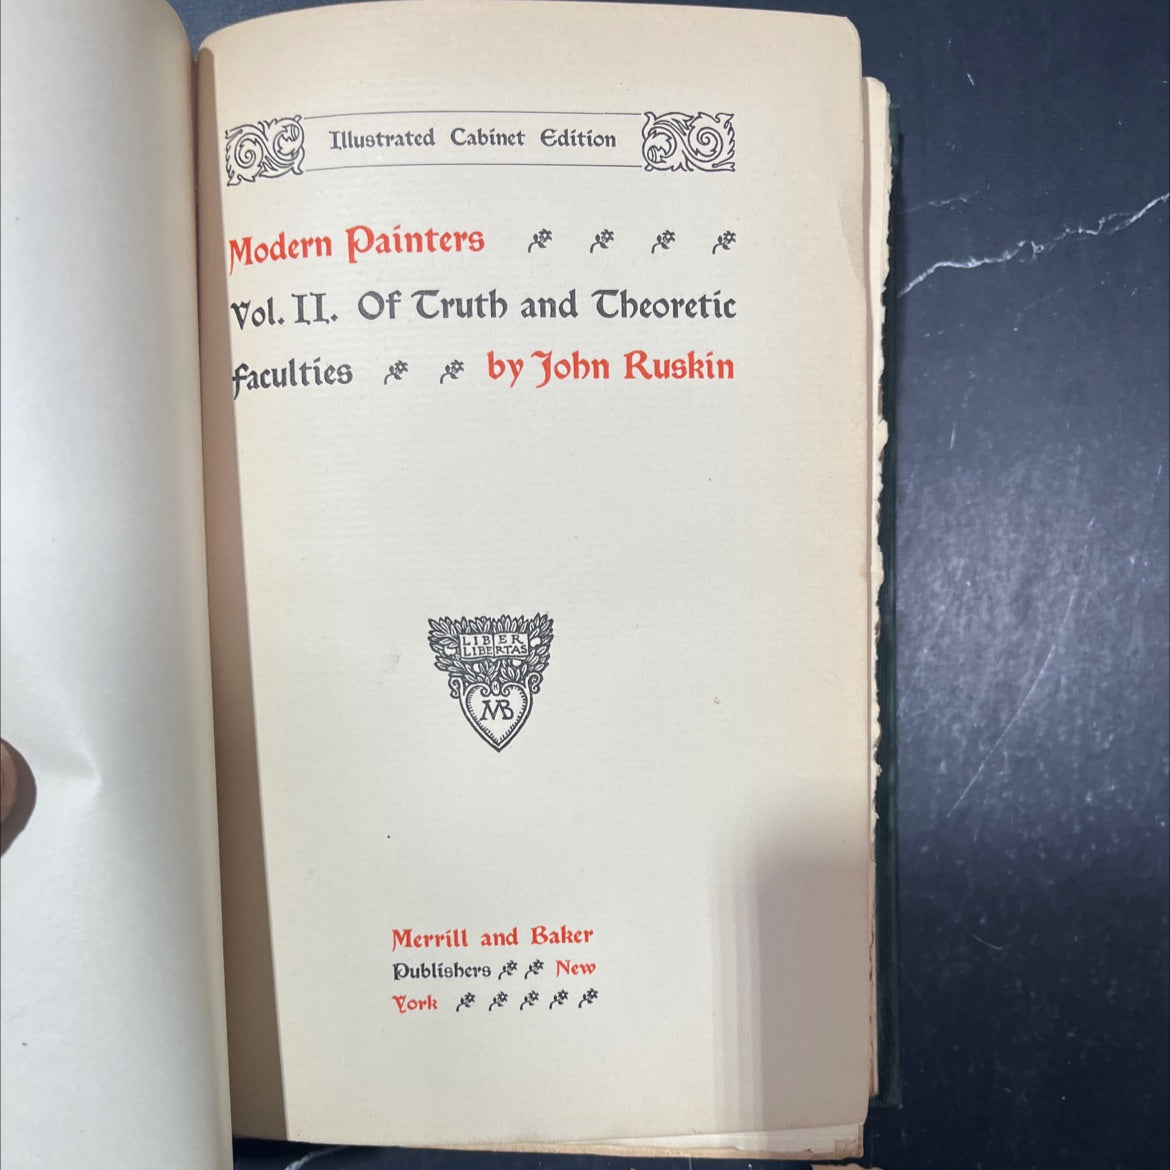 Illustrated Cabinet Edition
Modern Painters
Vol. II. Of Truth and Theoretic
Faculties by John Ruskin
LIBER
LIBERTAS
MB
Merrill and Baker
Publishers New
York